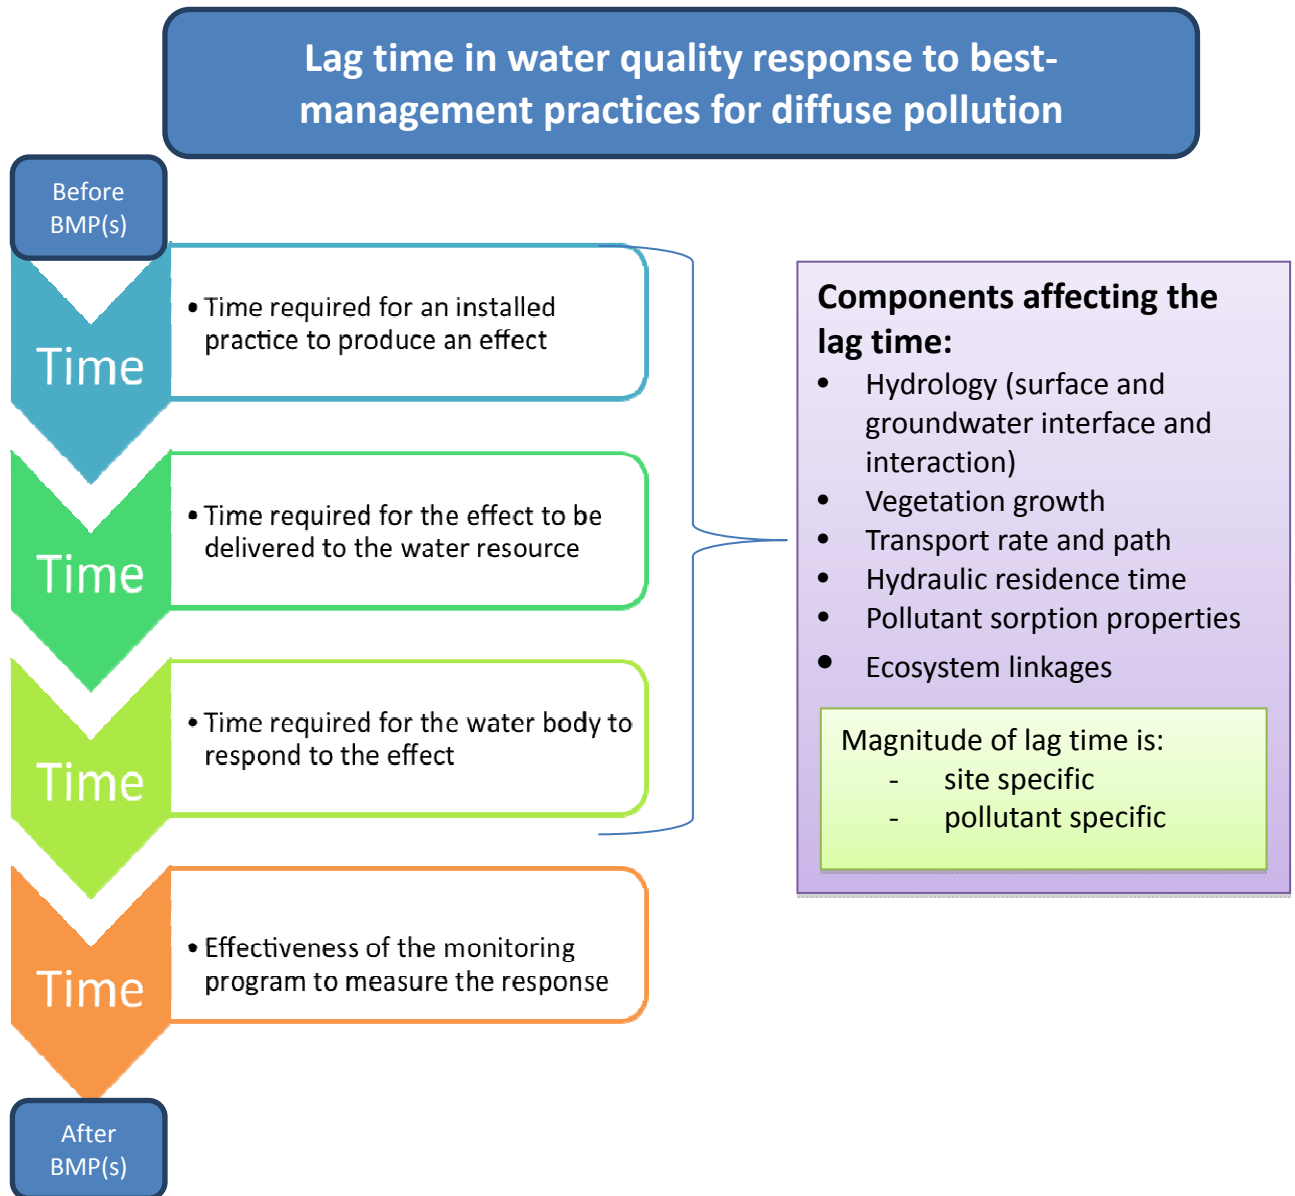 Lag time in water quality response to best-
management practices for diffuse pollution
Before
BMP(s)
Time
• Time required for an installed
practice to produce an effect
Time
• Time required for the effect to be
delivered to the water resource
Time
• Time required for the water body to
respond to the effect
Time
• Effectiveness of the monitoring
program to measure the response
After
BMP(s)
Components affecting the
lag time:
• Hydrology (surface and
groundwater interface and
interaction)
• Vegetation growth
• Transport rate and path
• Hydraulic residence time
• Pollutant sorption properties
• Ecosystem linkages
Magnitude of lag time is:
- site specific
- pollutant specific